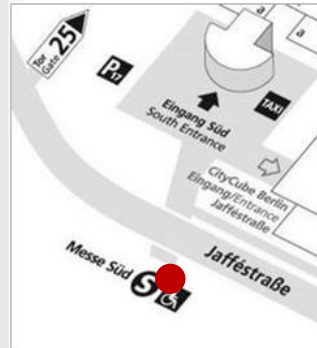 a
a
Tor
Gate 25
P17
TAXI
Eingang Süd
South Entrance
CityCube Berlin
Eingang/Entrance
Jafféstraße
Jafféstraße
Messe Süd S